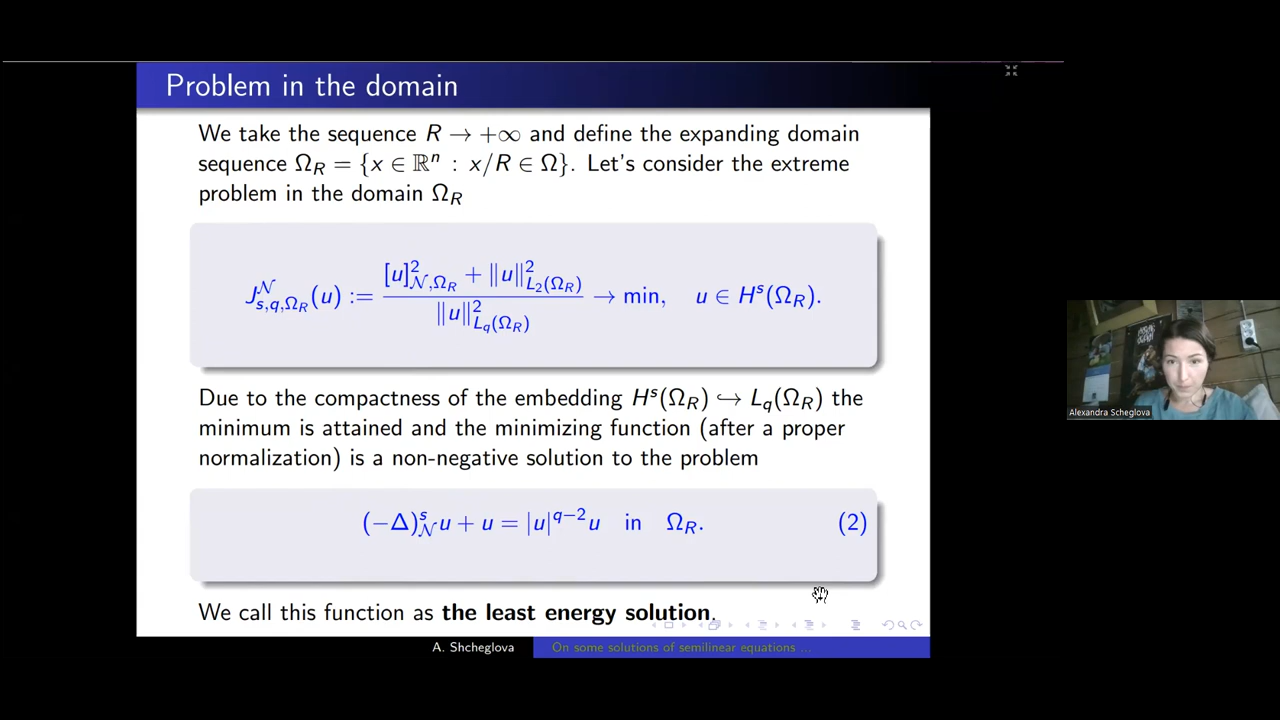 Problem in the domain
We take the sequence R → +∞ and define the expanding domain
sequence Ω_R = {x ∈ ℝⁿ : x/R ∈ Ω}. Let's consider the extreme
problem in the domain Ω_R
J^𝒩_{s,q,Ω_R}(u) := ([u]²_{𝒩,Ω_R} + ‖u‖²_{L₂(Ω_R)}) / ‖u‖²_{L_q(Ω_R)} → min, u ∈ Hˢ(Ω_R).
Due to the compactness of the embedding Hˢ(Ω_R) ↪ L_q(Ω_R) the
minimum is attained and the minimizing function (after a proper
normalization) is a non-negative solution to the problem
(−Δ)ˢ_𝒩 u + u = |u|^{q−2}u in Ω_R. (2)
We call this function as the least energy solution.
A. Shcheglova On some solutions of semilinear equations ...
Alexandra Scheglova